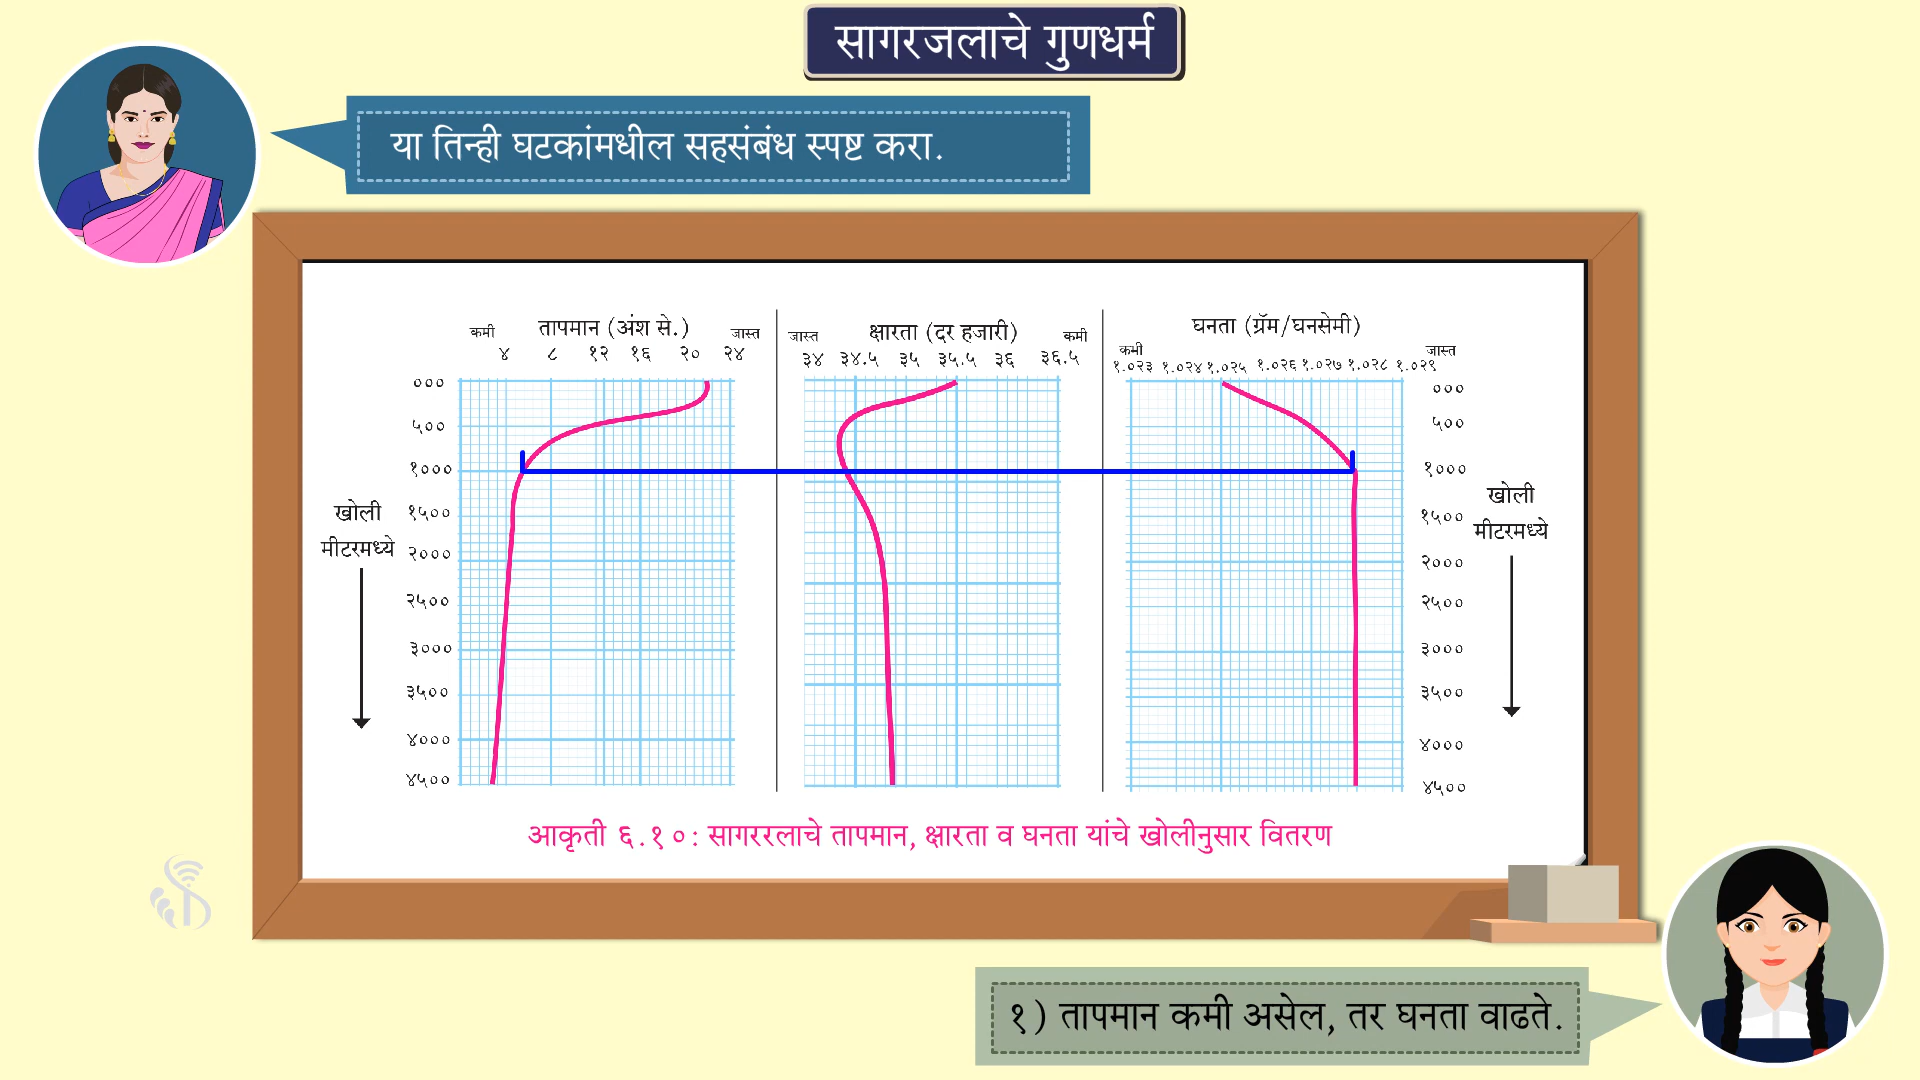 सागरजलाचे गुणधर्म
या तिन्ही घटकांमधील सहसंबंध स्पष्ट करा.
कमी तापमान (अंश से.) जास्त
४ ८ १२ १६ २० २४
जास्त क्षारता (दर हजारी) कमी
३४ ३४.५ ३५ ३५.५ ३६ ३६.५
घनता (ग्रॅम/घनसेमी)
कमी जास्त
१.०२३ १.०२४ १.०२५ १.०२६ १.०२७ १.०२८ १.०२९
०००
५००
१०००
१५००
२०००
२५००
३०००
३५००
४०००
४५००
खोली
मीटरमध्ये
०००
५००
१०००
१५००
२०००
२५००
३०००
३५००
४०००
४५००
खोली
मीटरमध्ये
आकृती ६.१०: सागररलाचे तापमान, क्षारता व घनता यांचे खोलीनुसार वितरण
१) तापमान कमी असेल, तर घनता वाढते.